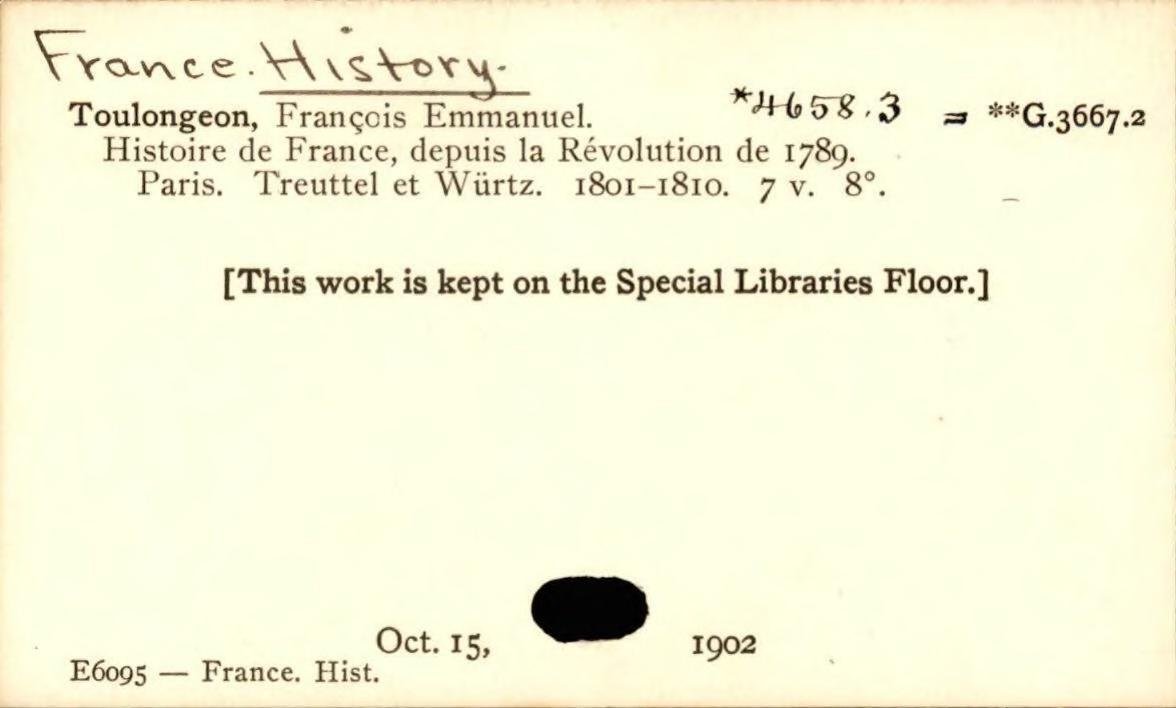 France. History.
Toulongeon, François Emmanuel. *4658.3 = **G.3667.2
Histoire de France, depuis la Révolution de 1789.
Paris. Treuttel et Würtz. 1801-1810. 7 v. 8°.
[This work is kept on the Special Libraries Floor.]
Oct. 15, 1902
E6095 — France. Hist.